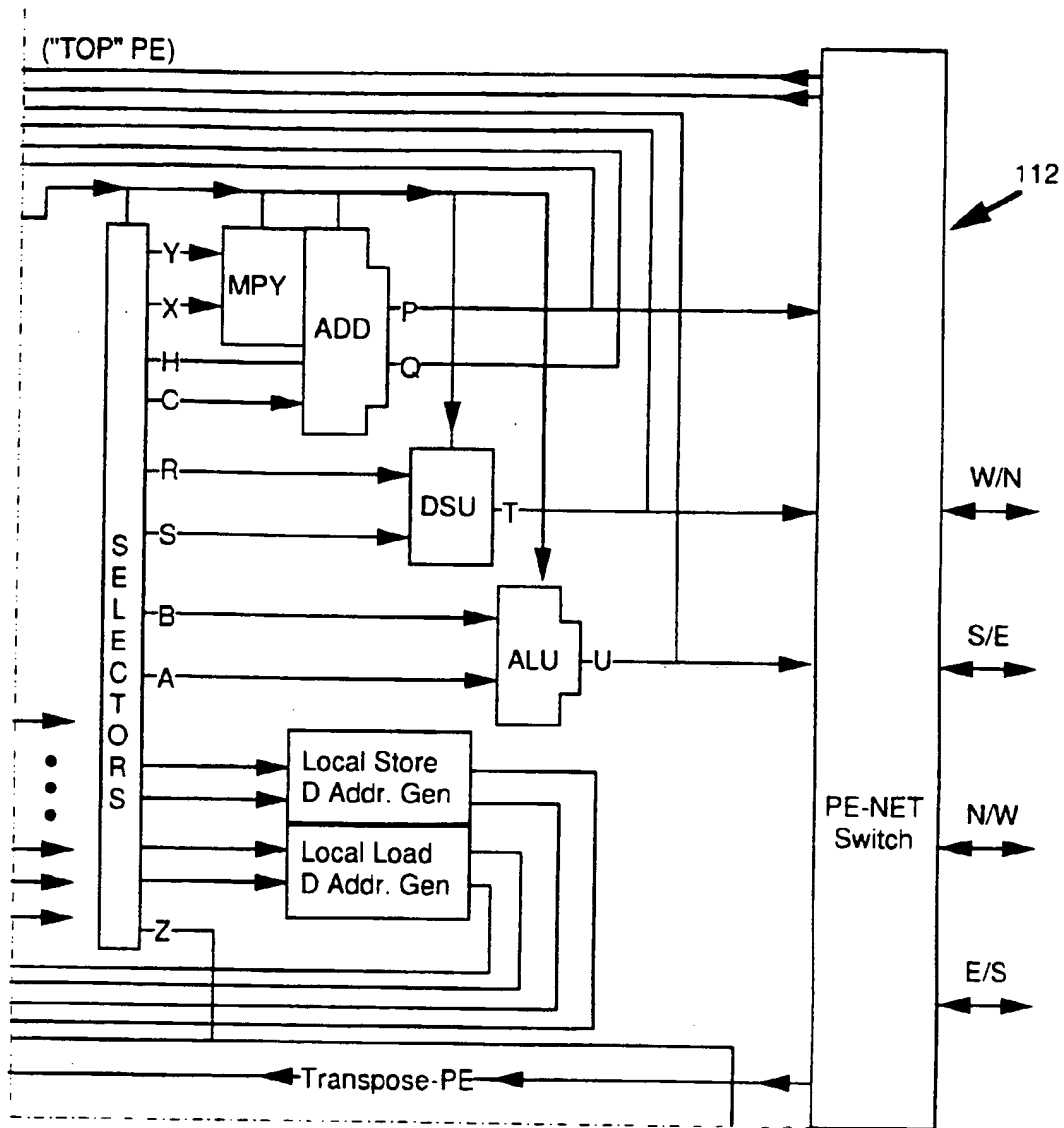 ("TOP" PE)
112
Y
X
H
C
MPY
ADD
P
Q
R
S
DSU
T
W/N
SELECTORS
B
A
ALU
U
S/E
Local Store
D Addr. Gen
Local Load
D Addr. Gen
PE-NET
Switch
N/W
Z
E/S
Transpose-PE